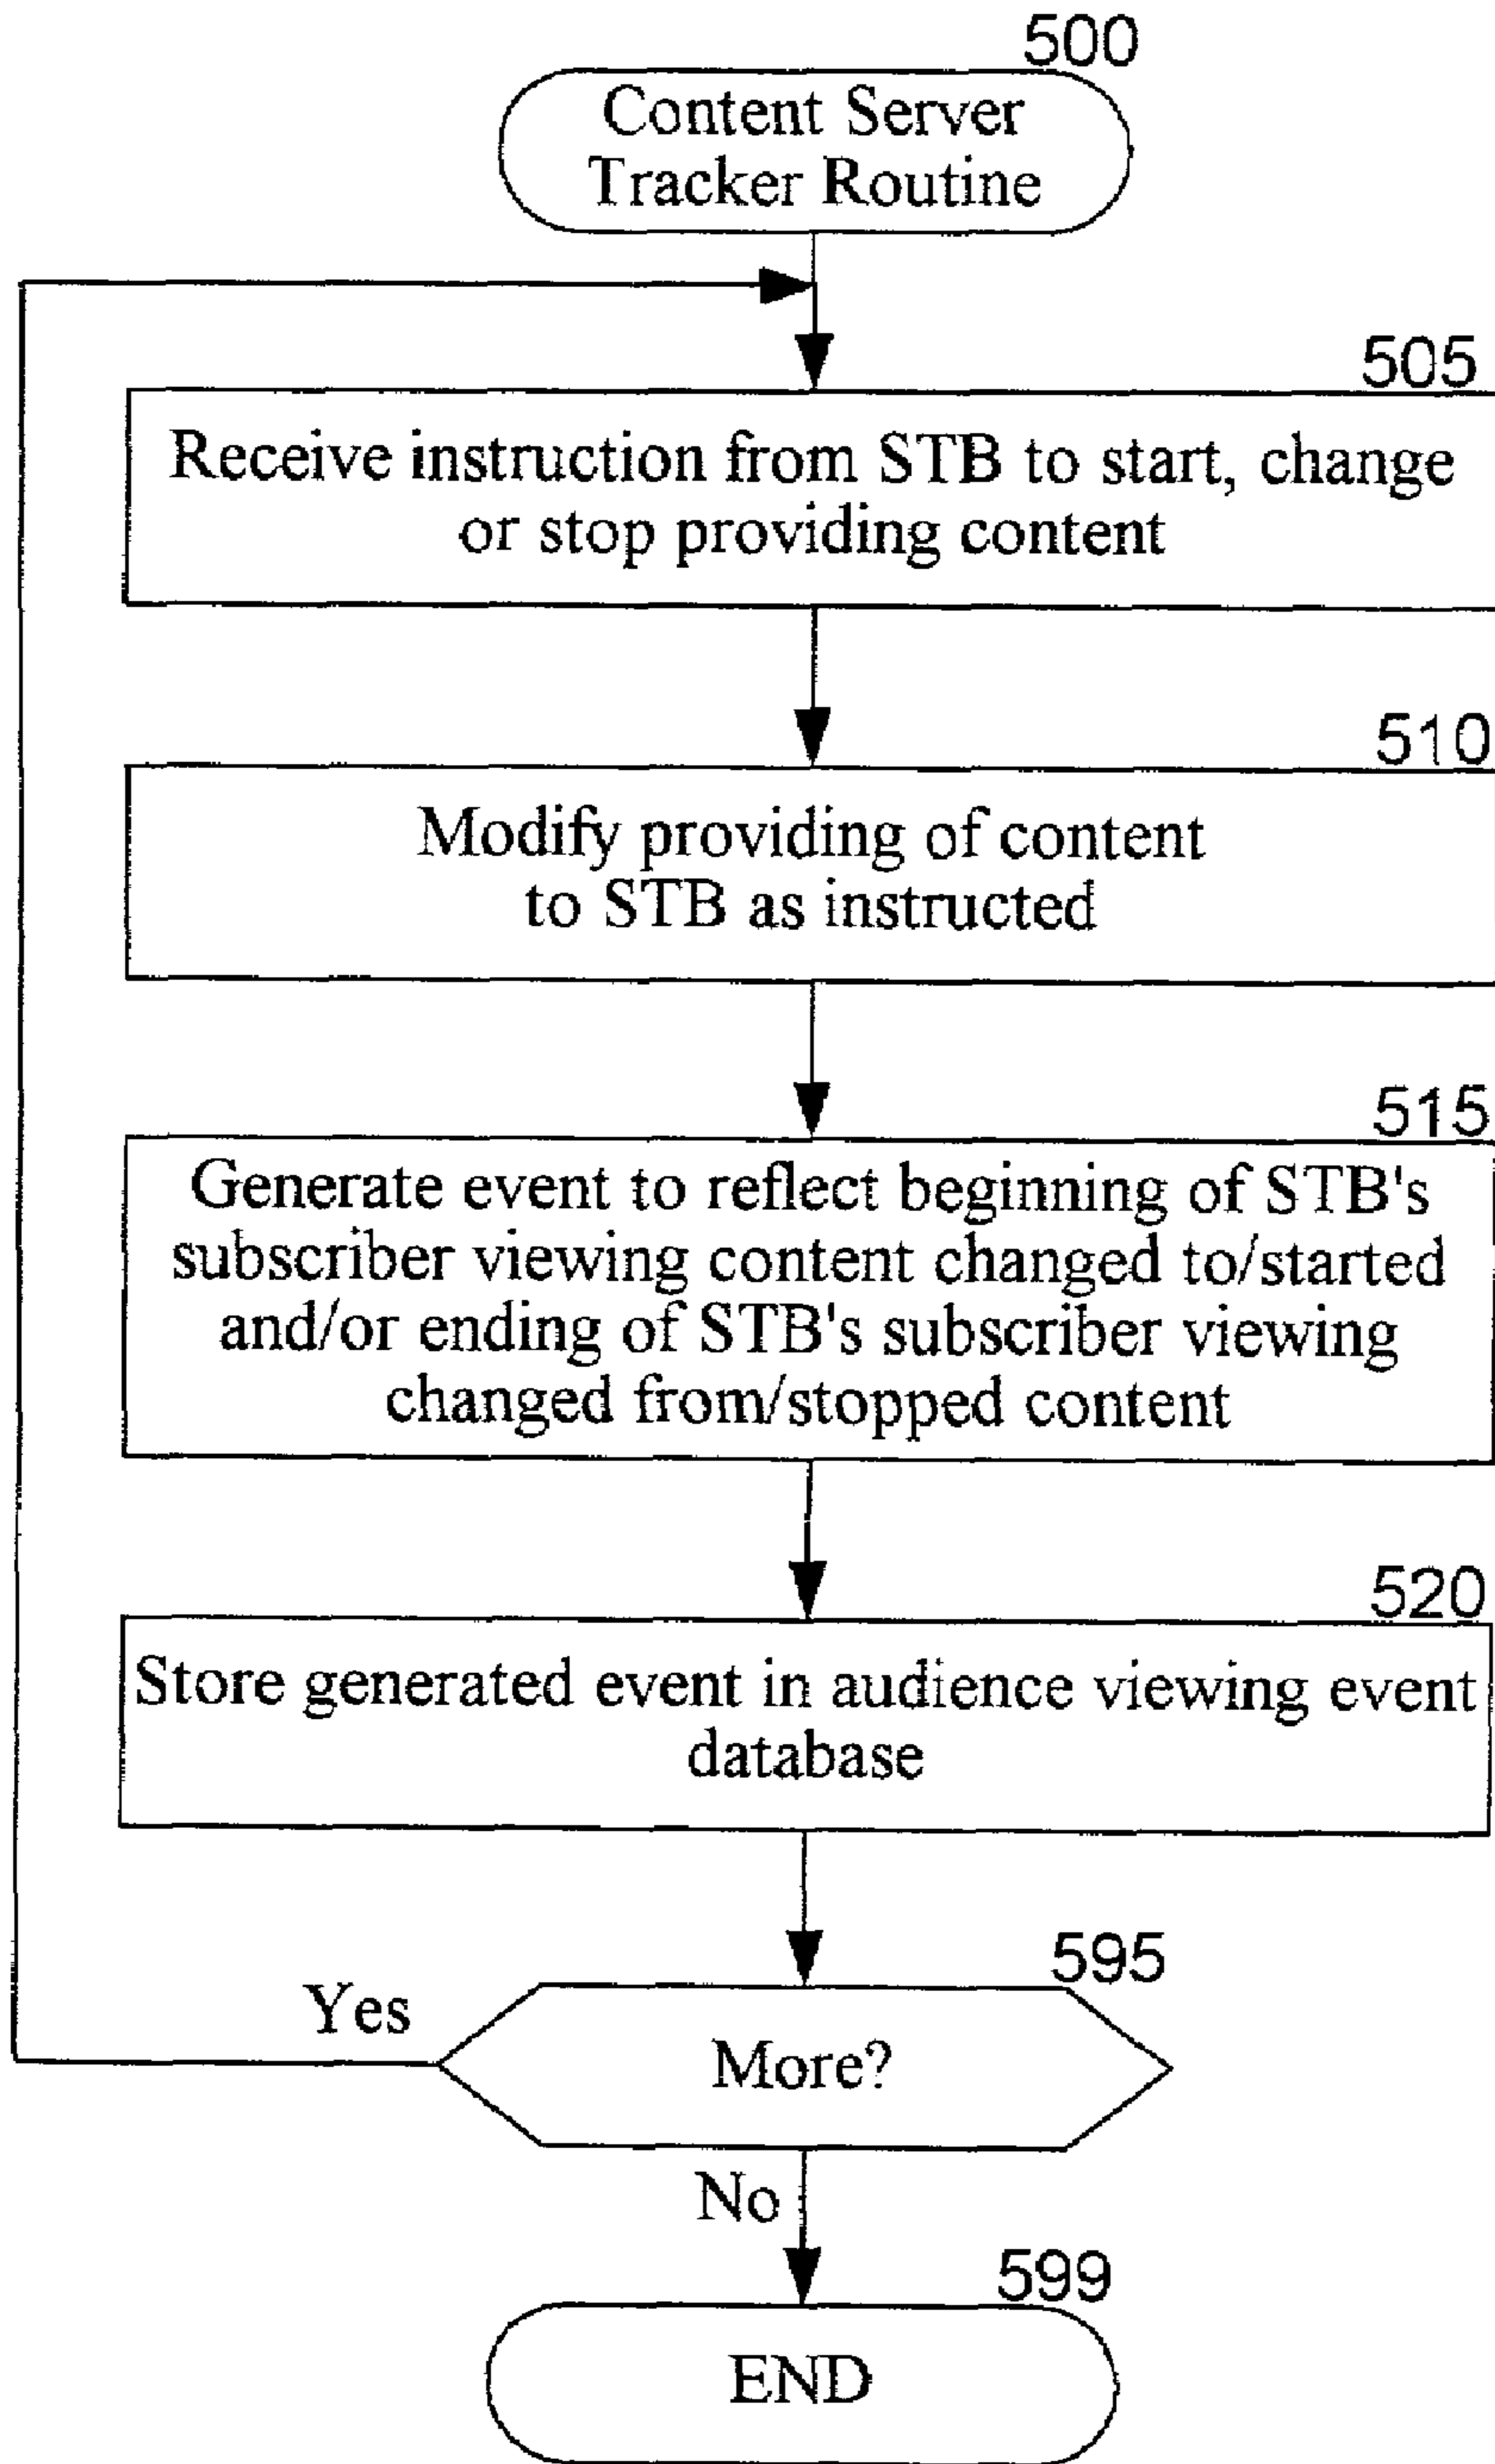 500
Content Server
Tracker Routine
505
Receive instruction from STB to start, change
or stop providing content
510
Modify providing of content
to STB as instructed
515
Generate event to reflect beginning of STB's
subscriber viewing content changed to/started
and/or ending of STB's subscriber viewing
changed from/stopped content
520
Store generated event in audience viewing event
database
595
Yes
More?
No
599
END